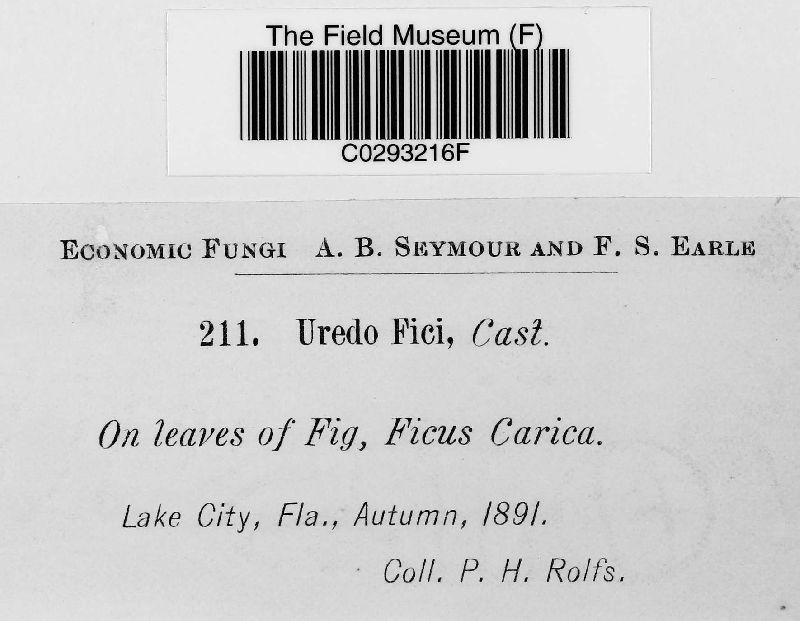 The Field Museum (F)
C0293216F
Economic Fungi A. B. Seymour and F. S. Earle
211. Uredo Fici, Cast.
On leaves of Fig, Ficus Carica.
Lake City, Fla., Autumn, 1891.
Coll. P. H. Rolfs.